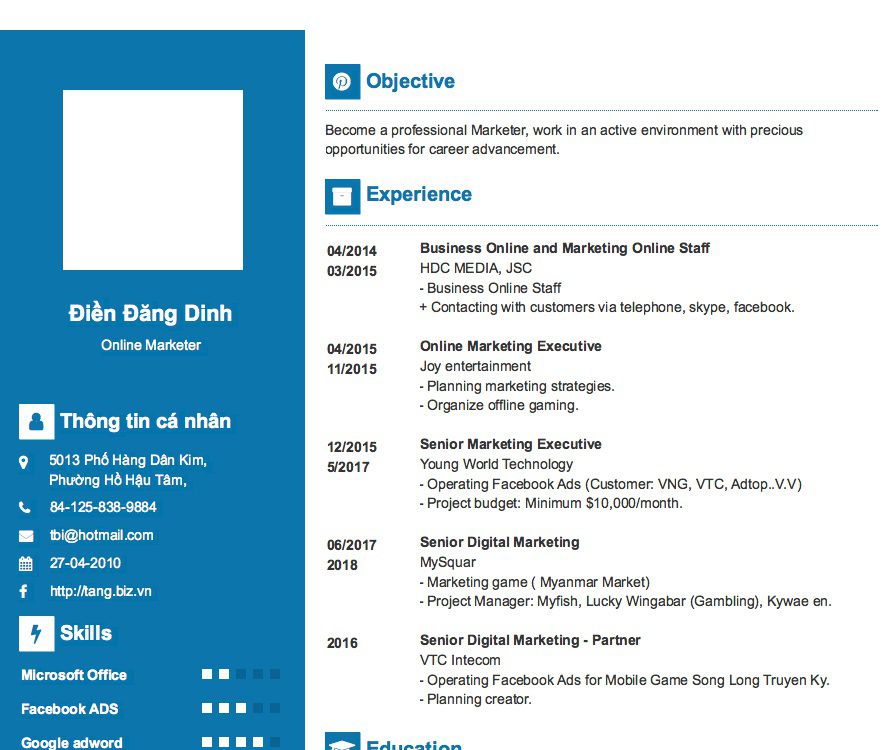 Điền Đăng Dinh
Online Marketer
Thông tin cá nhân
5013 Phố Hàng Dân Kim,
Phường Hồ Hậu Tâm,
84-125-838-9884
tbi@hotmail.com
27-04-2010
http://tang.biz.vn
Skills
Microsoft Office
Facebook ADS
Google adword
Objective
Become a professional Marketer, work in an active environment with precious
opportunities for career advancement.
Experience
04/2014
03/2015
Business Online and Marketing Online Staff
HDC MEDIA, JSC
- Business Online Staff
+ Contacting with customers via telephone, skype, facebook.
04/2015
11/2015
Online Marketing Executive
Joy entertainment
- Planning marketing strategies.
- Organize offline gaming.
12/2015
5/2017
Senior Marketing Executive
Young World Technology
- Operating Facebook Ads (Customer: VNG, VTC, Adtop..V.V)
- Project budget: Minimum $10,000/month.
06/2017
2018
Senior Digital Marketing
MySquar
- Marketing game ( Myanmar Market)
- Project Manager: Myfish, Lucky Wingabar (Gambling), Kywae en.
2016
Senior Digital Marketing - Partner
VTC Intecom
- Operating Facebook Ads for Mobile Game Song Long Truyen Ky.
- Planning creator.
Education